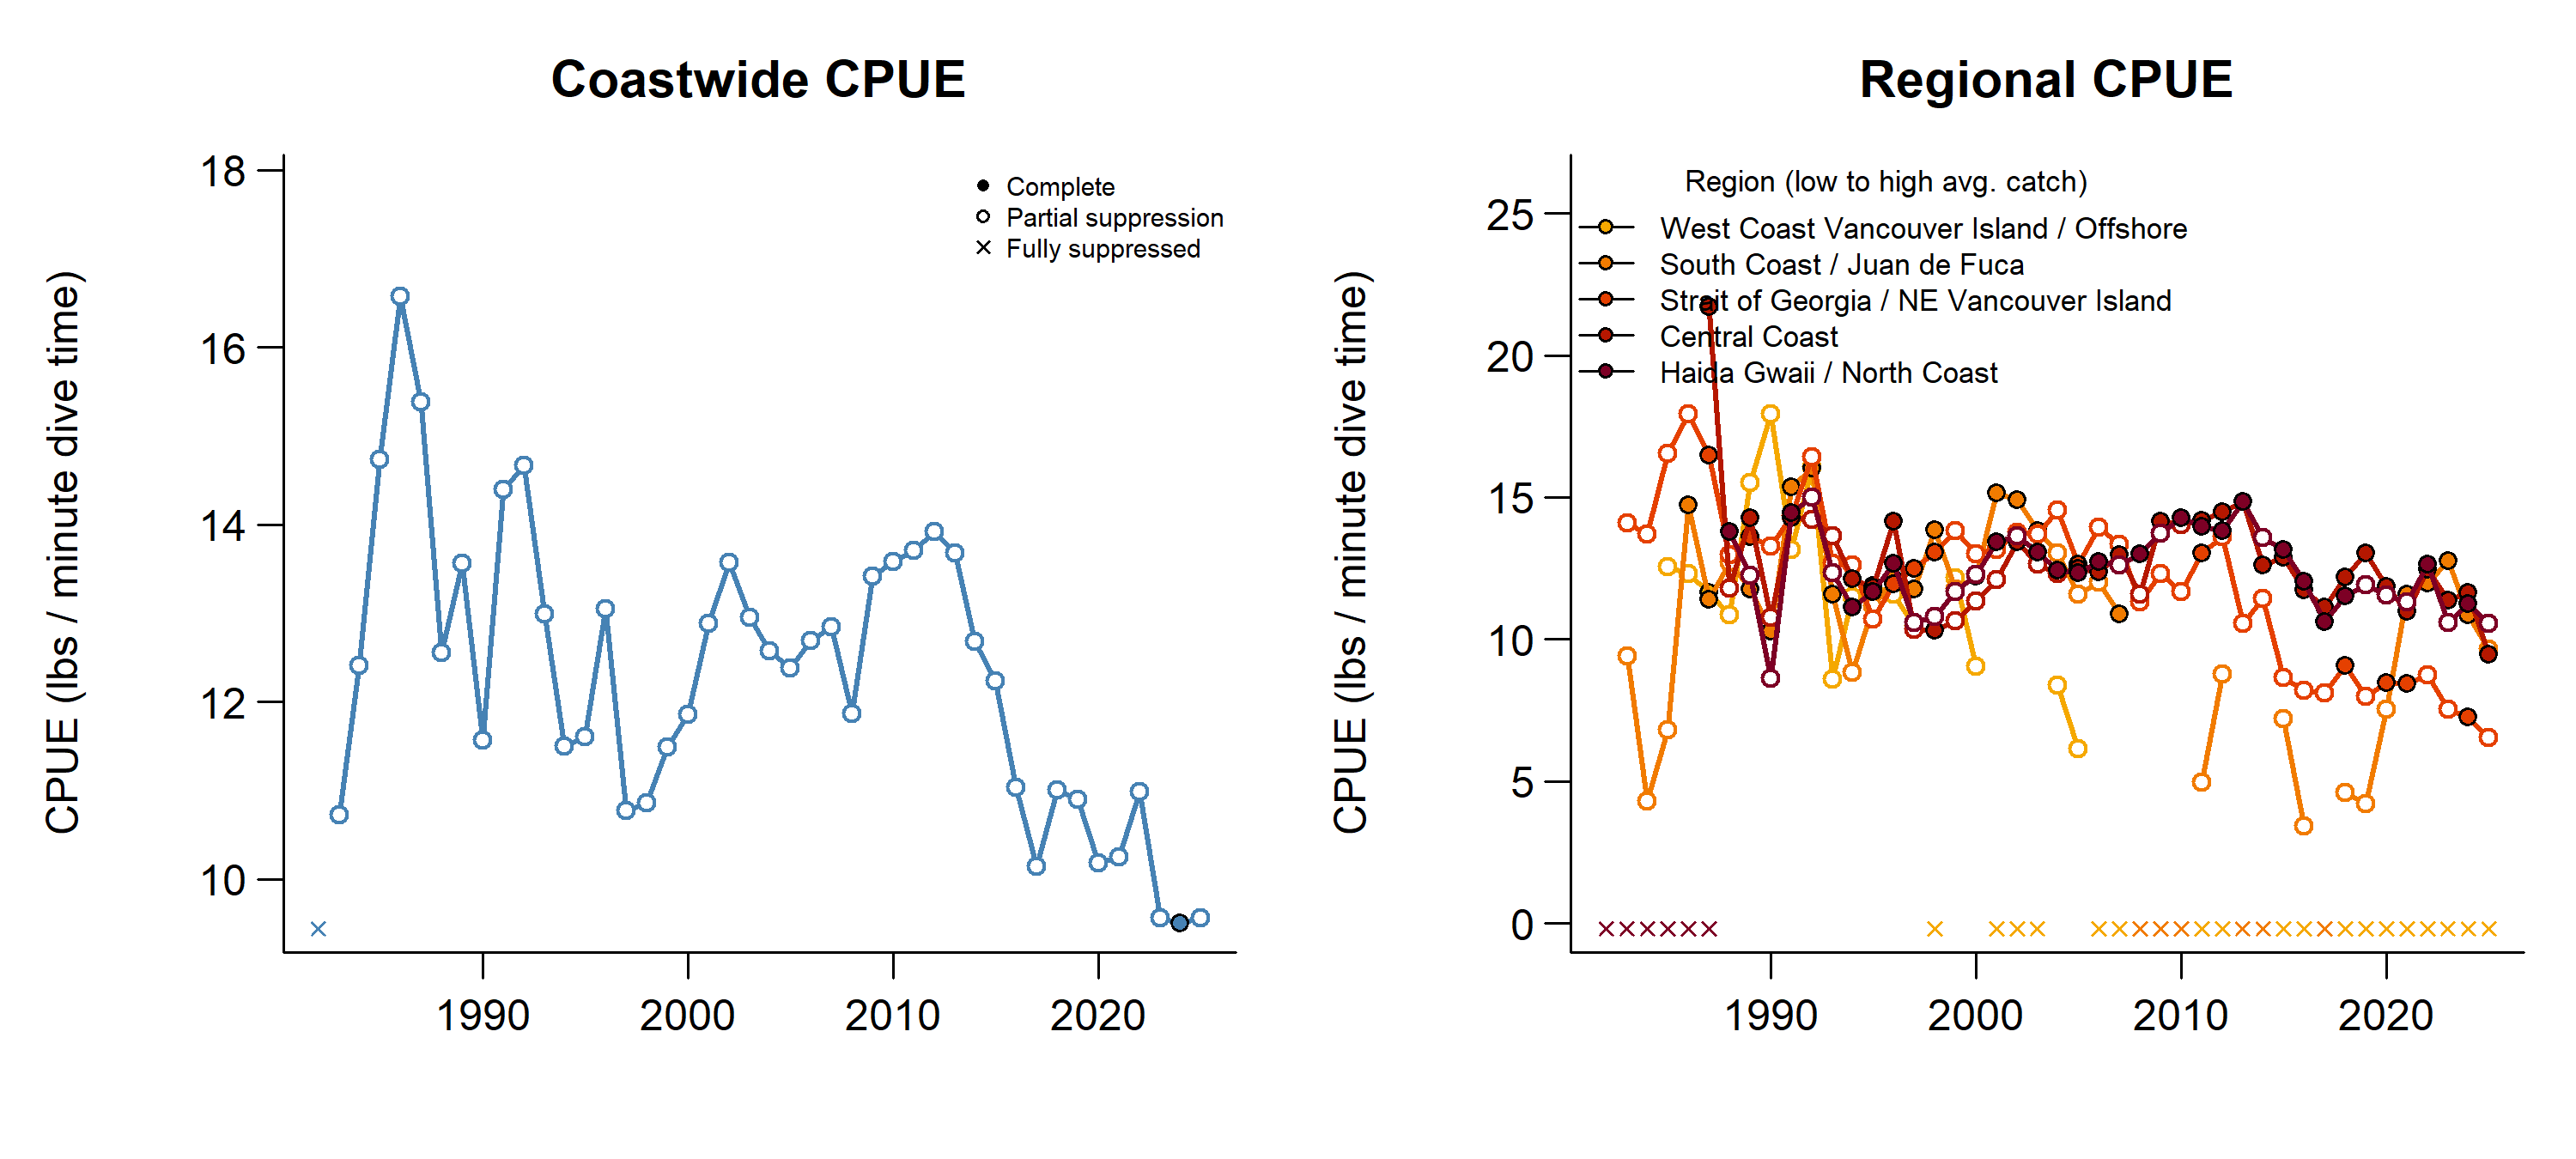 Coastwide CPUE
CPUE (lbs / minute dive time)
18
16
14
12
10
1990
2000
2010
2020
Complete
Partial suppression
Fully suppressed
Regional CPUE
CPUE (lbs / minute dive time)
25
20
15
10
5
0
1990
2000
2010
2020
Region (low to high avg. catch)
West Coast Vancouver Island / Offshore
South Coast / Juan de Fuca
Strait of Georgia / NE Vancouver Island
Central Coast
Haida Gwaii / North Coast